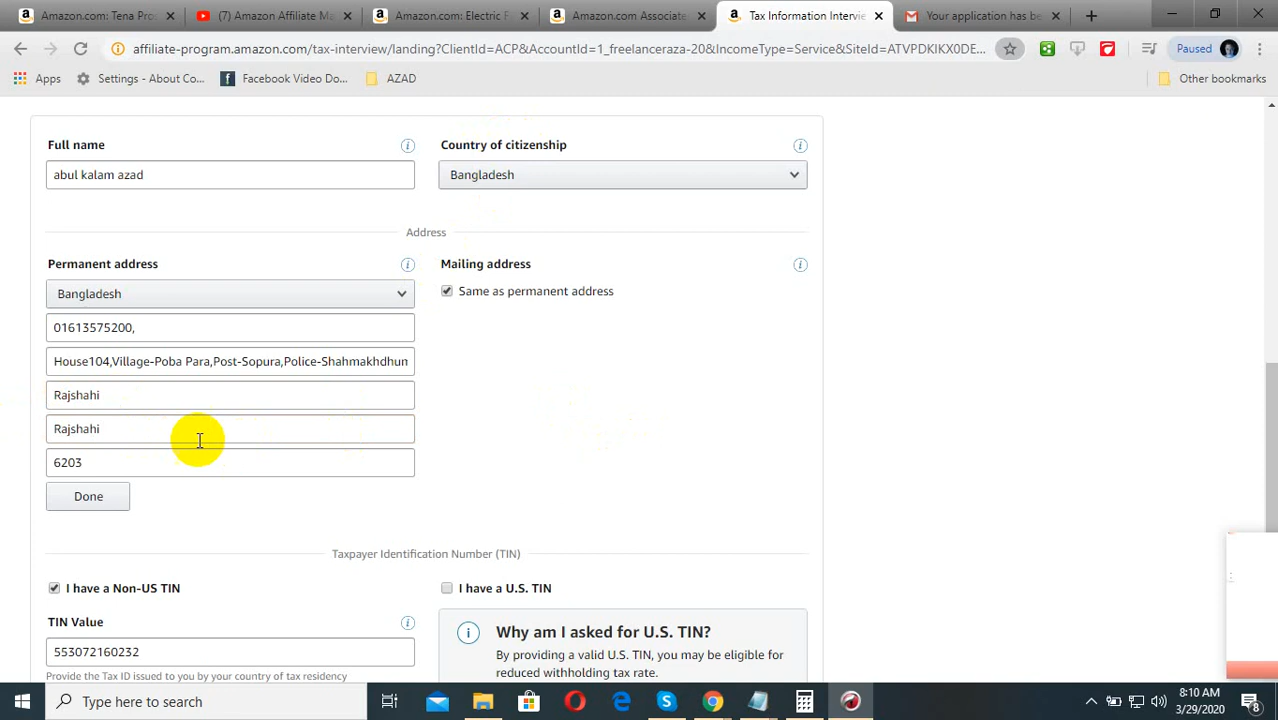 Amazon.com: Tena Pro
(7) Amazon Affiliate Ma
Amazon.com: Electric F
Amazon.com Associate
Tax Information Intervie
Your application has be
affiliate-program.amazon.com/tax-interview/landing?ClientId=ACP&AccountId=1_freelanceraza-20&IncomeType=Service&SiteId=ATVPDKIKX0DE...
Paused
Apps
Settings - About Co...
Facebook Video Do...
AZAD
Other bookmarks
Full name
Country of citizenship
abul kalam azad
Bangladesh
Address
Permanent address
Mailing address
Bangladesh
Same as permanent address
01613575200,
House104,Village-Poba Para,Post-Sopura,Police-Shahmakhdhum
Rajshahi
Rajshahi
6203
Done
Taxpayer Identification Number (TIN)
I have a Non-US TIN
I have a U.S. TIN
TIN Value
Why am I asked for U.S. TIN?
553072160232
By providing a valid U.S. TIN, you may be eligible for
reduced withholding tax rate.
Provide the Tax ID issued to you by your country of tax residency
Type here to search
8:10 AM
3/29/2020
8